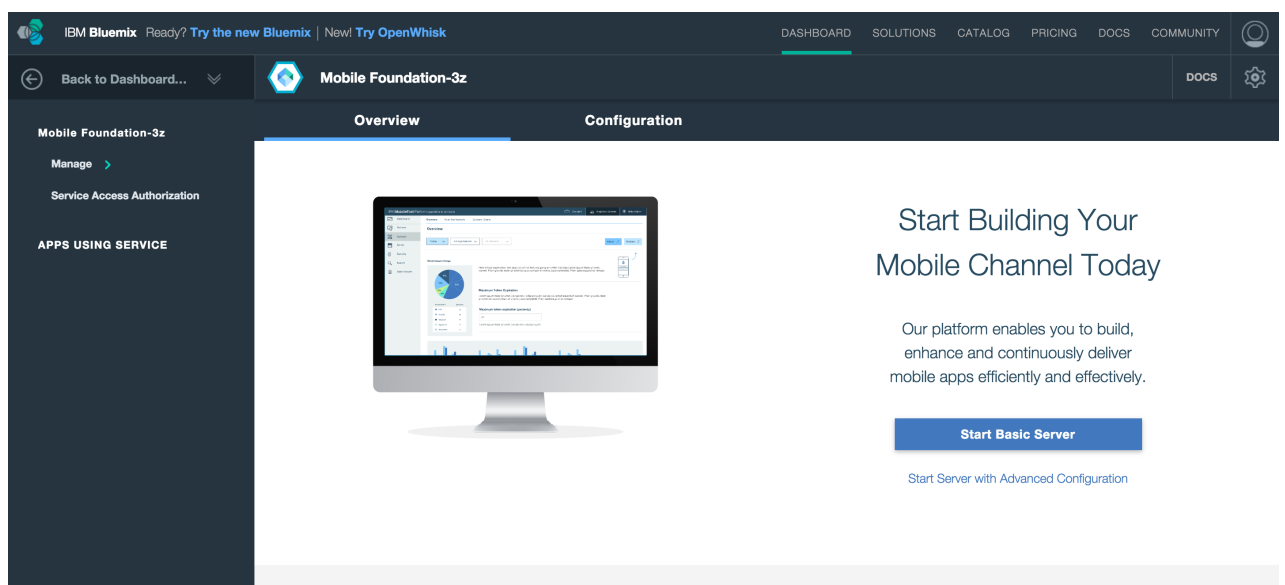 IBM Bluemix Ready? Try the new Bluemix | New! Try OpenWhisk
DASHBOARD SOLUTIONS CATALOG PRICING DOCS COMMUNITY
Back to Dashboard...
Mobile Foundation-3z
DOCS
Mobile Foundation-3z
Manage
Service Access Authorization
APPS USING SERVICE
Overview
Configuration
Overview
Start Building Your
Mobile Channel Today
Our platform enables you to build,
enhance and continuously deliver
mobile apps efficiently and effectively.
Start Basic Server
Start Server with Advanced Configuration